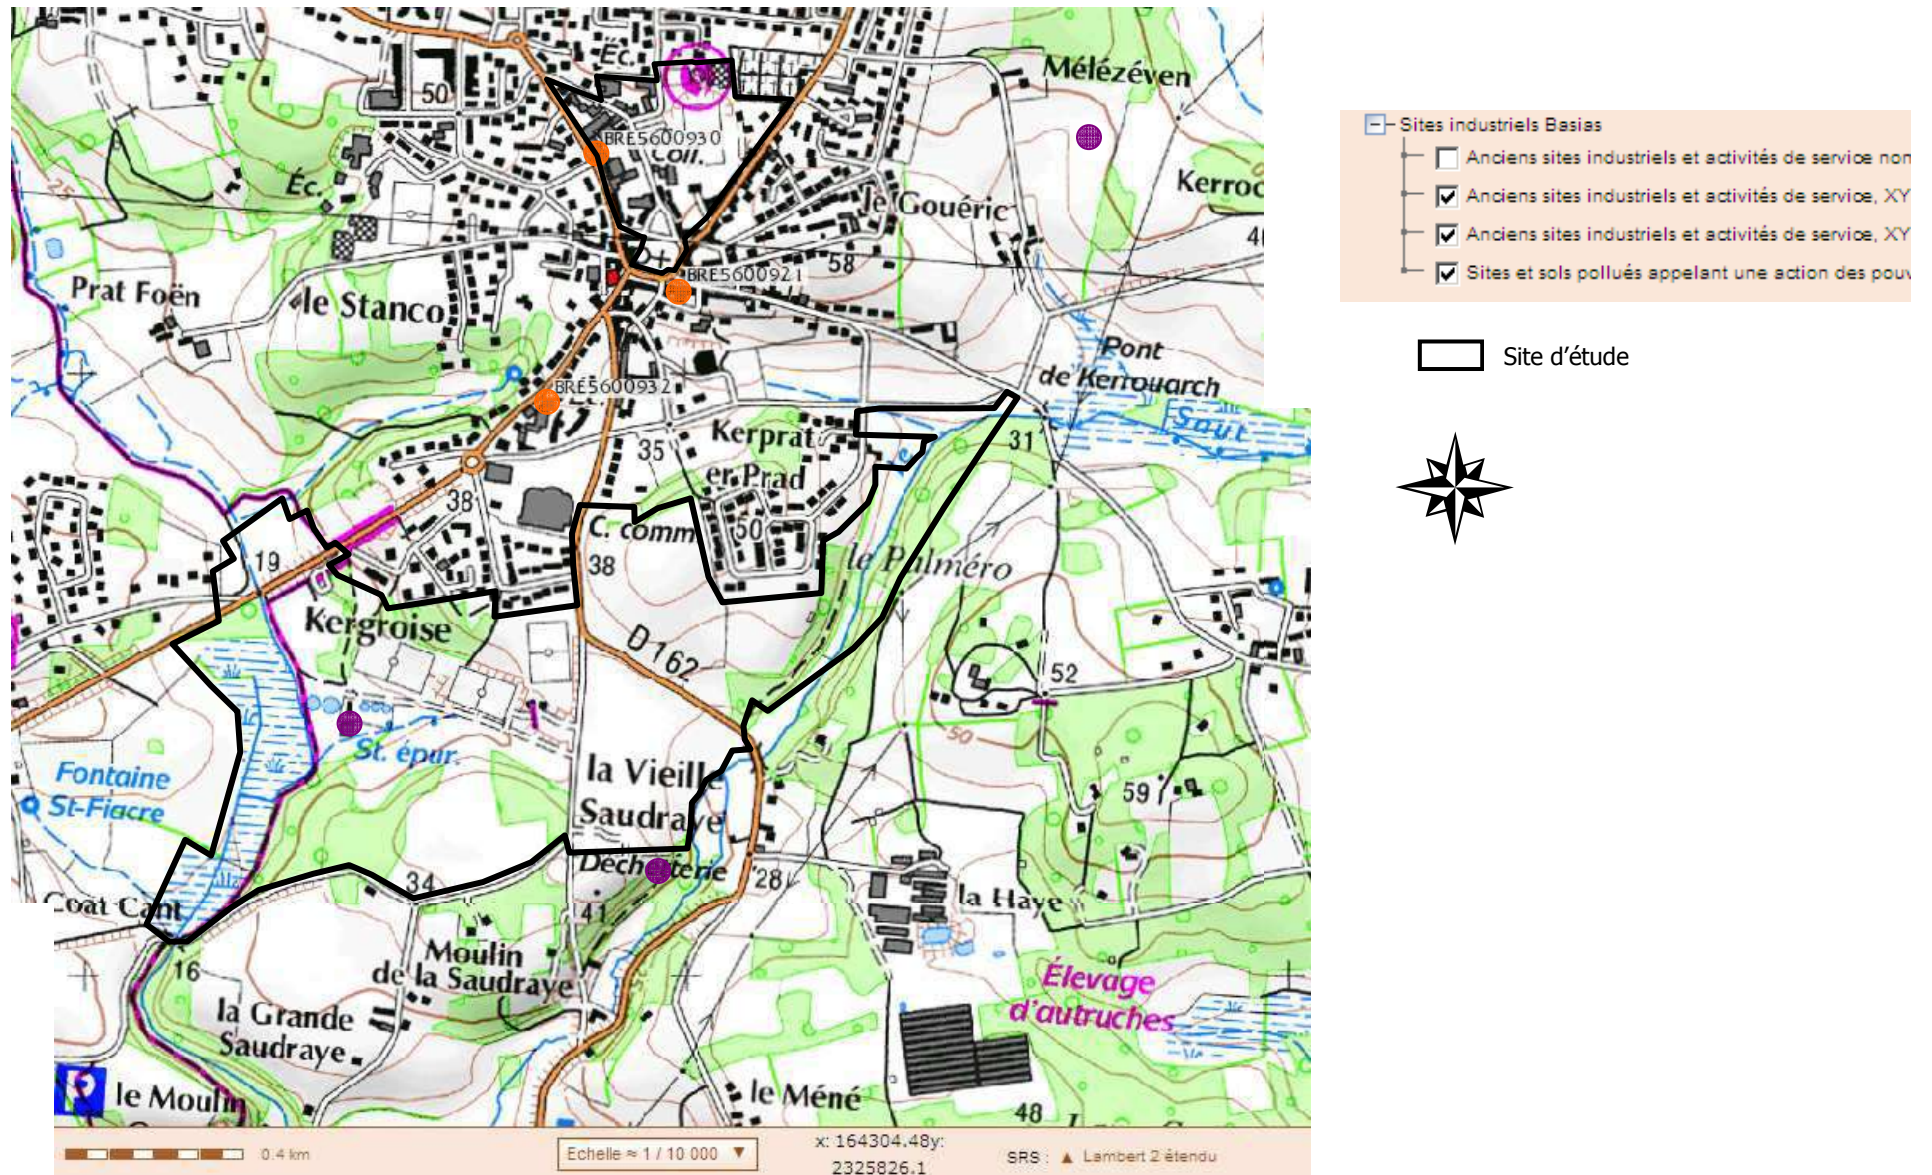 Éc.
Mélézéven
50
BRE5600930
Coll.
Éc.
le Gouéric
25
Prat Foën
BRE5600921
58
le Stanco
Pont
de Kerrouarch
BRE5600932
Saut
Kerprat
35
31
er Prad
38
C. comm
50
19
38
le Palméro
Kergroise
D 162
52
50
St. épur.
la Vieille
Saudraye
Fontaine
St-Fiacre
59
Déchèterie
34
28
la Haye
Coat Cant
41
Moulin
de la Saudraye
16
la Grande
Saudraye
Élevage
d'autruches
le Moulin
le Méné
48
0.4 km
Echelle ≈ 1 / 10 000
x: 164304.48y:
2325826.1
SRS : Lambert 2 étendu
Sites industriels Basias
Anciens sites industriels et activités de service non
Anciens sites industriels et activités de service, XY
Anciens sites industriels et activités de service, XY
Sites et sols pollués appelant une action des pouv
Site d'étude